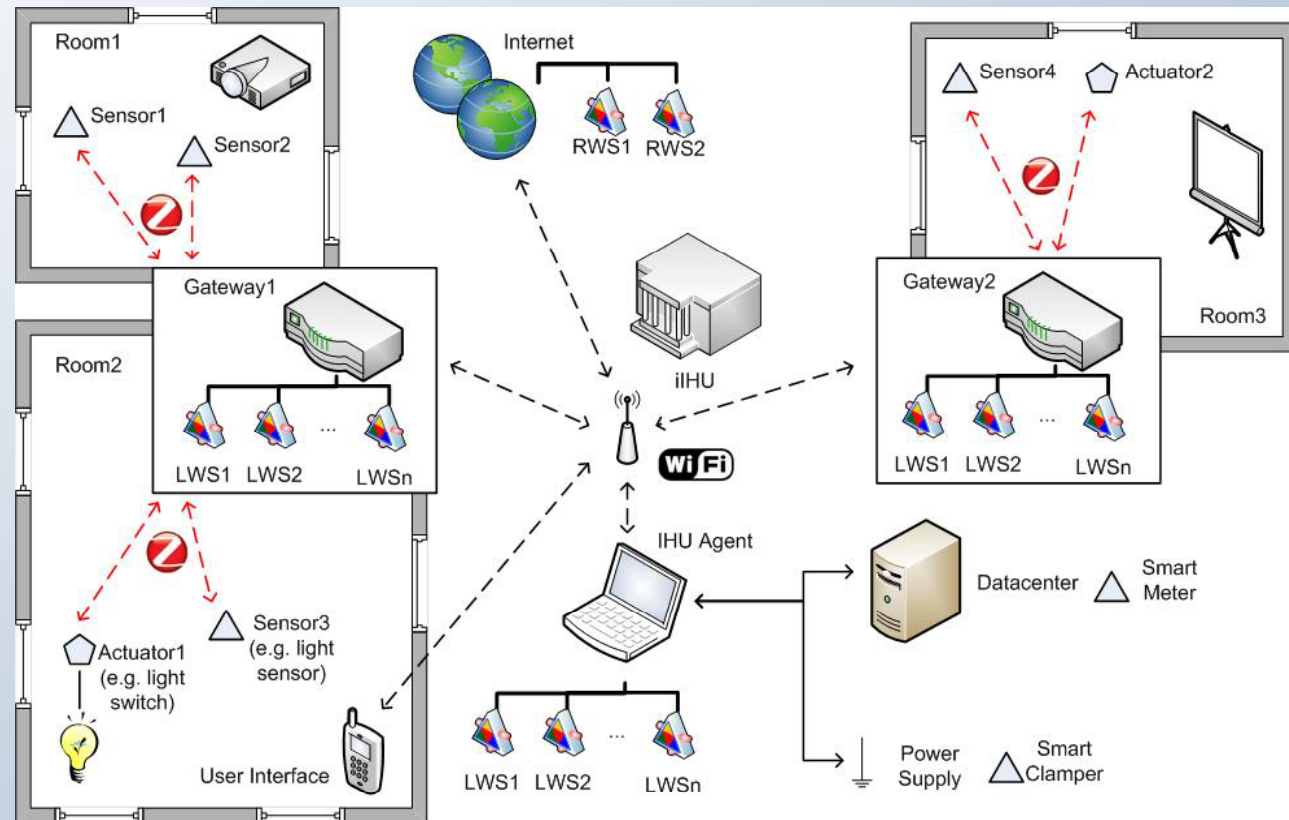 Room1
Sensor1
Sensor2
Z
Internet
RWS1 RWS2
Sensor4 Actuator2
Z
Room3
Gateway1
LWS1 LWS2 ... LWSn
iIHU
Gateway2
LWS1 LWS2 ... LWSn
Room2
Z
Actuator1
(e.g. light
switch)
Sensor3
(e.g. light
sensor)
User Interface
Wi Fi
IHU Agent
LWS1 LWS2 ... LWSn
Datacenter
Smart
Meter
Power
Supply
Smart
Clamper